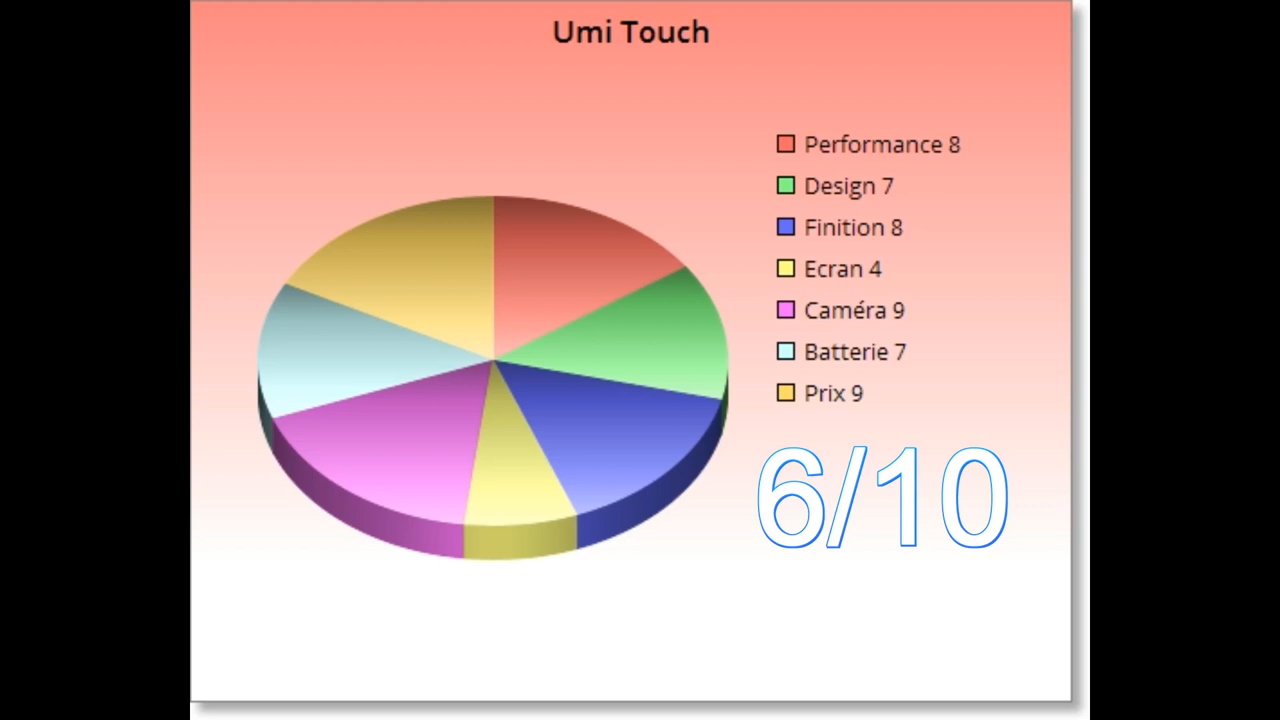 Umi Touch
Performance 8
Design 7
Finition 8
Ecran 4
Caméra 9
Batterie 7
Prix 9
6/10